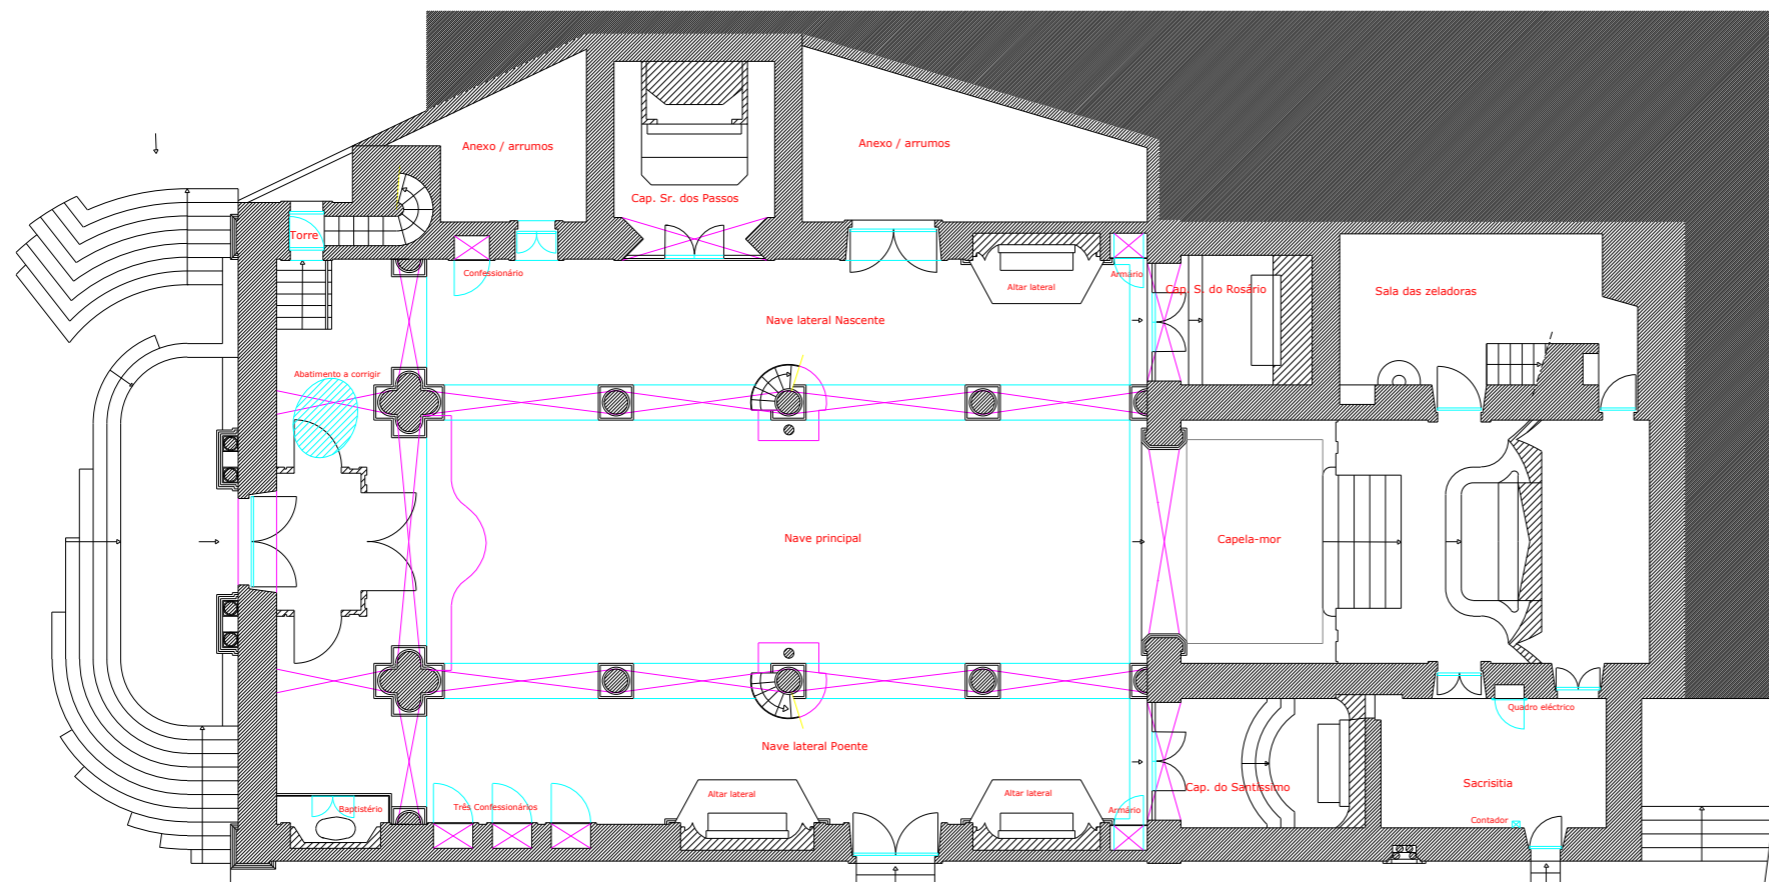 Anexo / arrumos
Anexo / arrumos
Cap. Sr. dos Passos
Torre
Confessionário
Altar lateral
Armário
Cap. S. do Rosário
Sala das zeladoras
Nave lateral Nascente
Abatimento a corrigir
Nave principal
Capela-mor
Nave lateral Poente
Quadro eléctrico
Baptistério
Três Confessionários
Altar lateral
Altar lateral
Armário
Cap. do Santíssimo
Sacrisitia
Contador